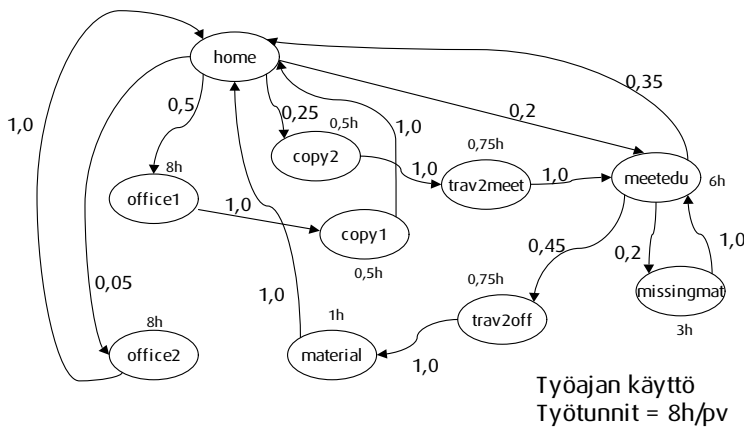 home
0,35
1,0
0,5
0,25
0,2
0,5h
1,0
0,75h
8h
copy2
1,0
trav2meet
1,0
meetedu
6h
office1
1,0
copy1
0,5h
0,45
0,2
1,0
0,05
1,0
0,75h
missingmat
3h
8h
1h
office2
material
1,0
trav2off
Työajan käyttö
Työtunnit = 8h/pv